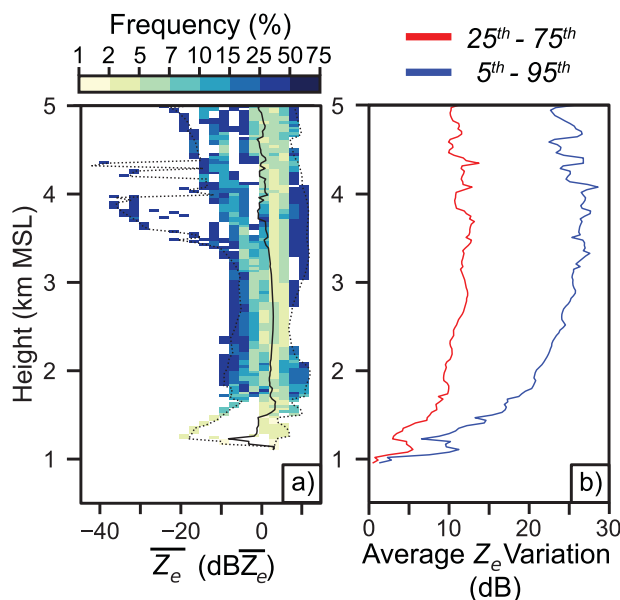 Frequency (%)
1 2 5 7 10 15 25 50 75
25th - 75th
5th - 95th
5
4
3
2
1
Height (km MSL)
a)
−40 −20 0
Ze (dBZe)
5
4
3
2
1
b)
0 10 20 30
Average Ze Variation
(dB)